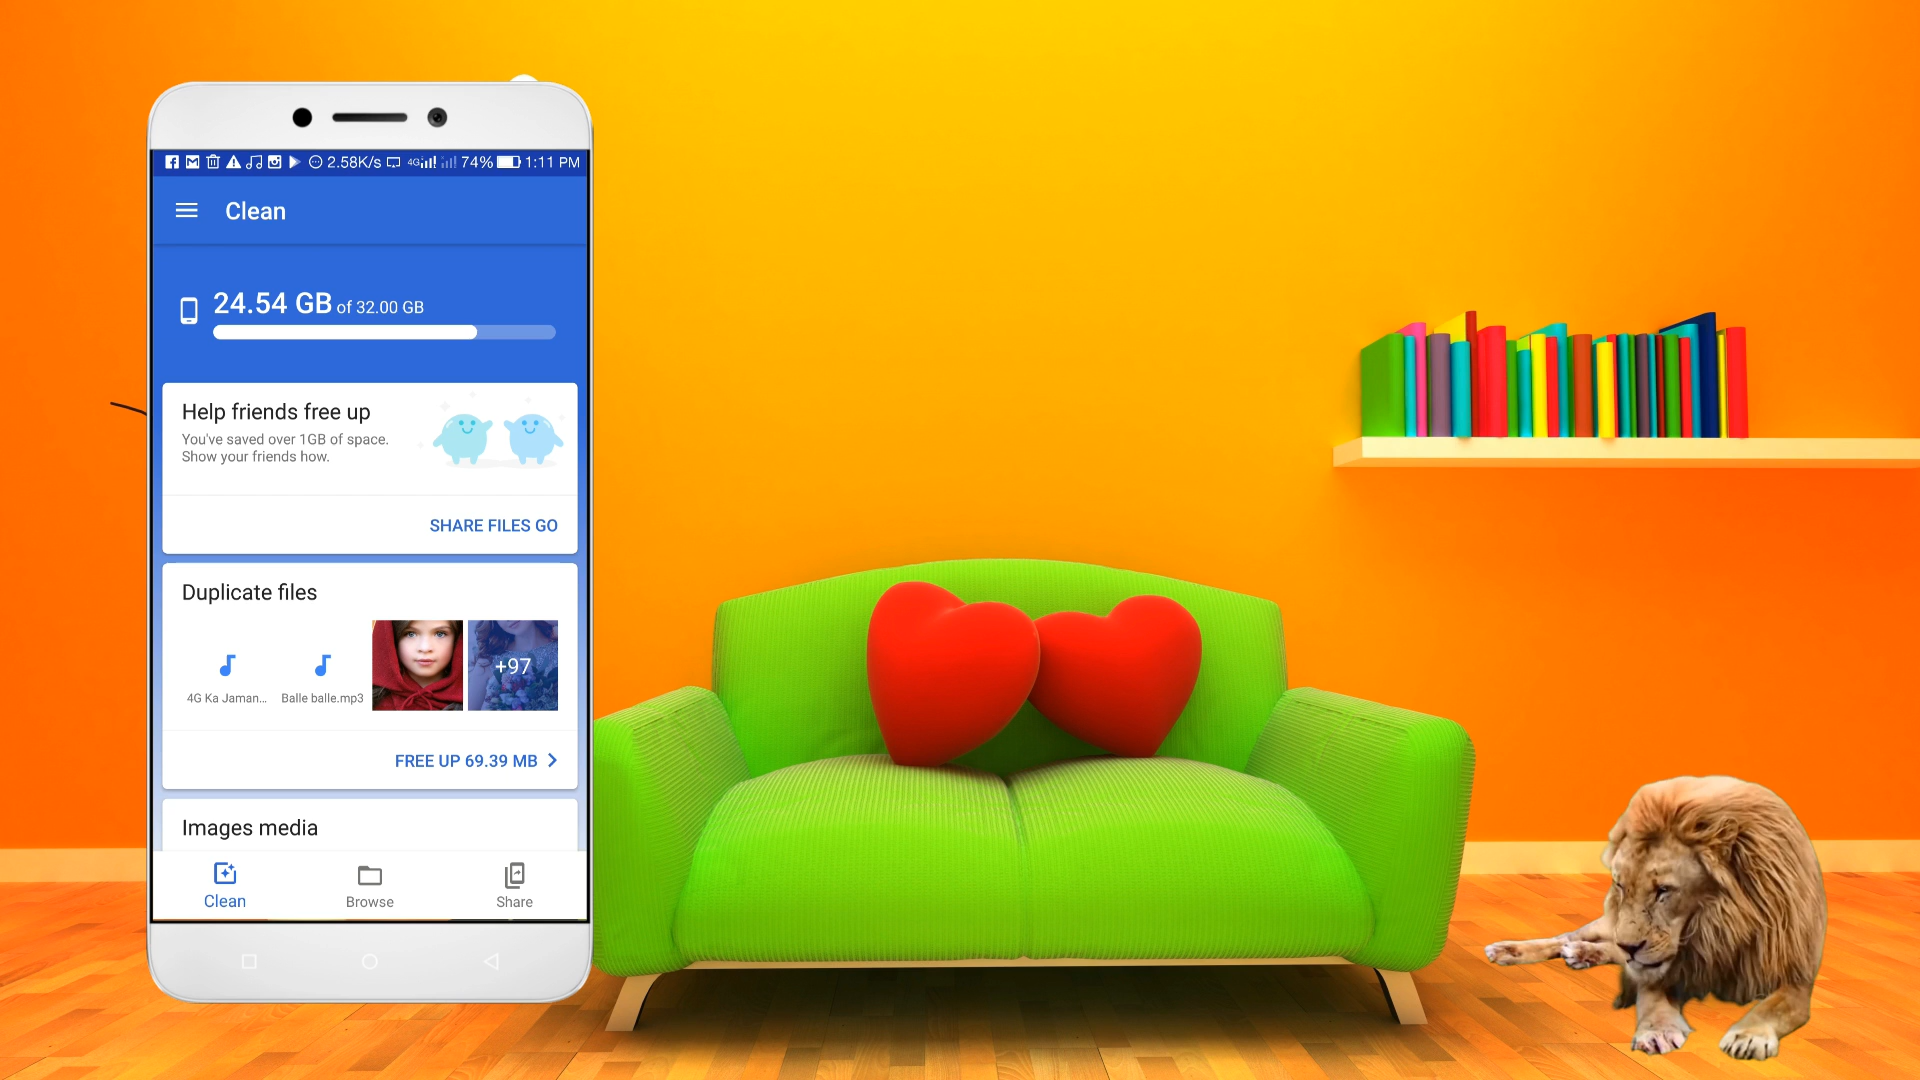 2.58K/s 4G 74% 1:11 PM
Clean
24.54 GB of 32.00 GB
Help friends free up
You've saved over 1GB of space.
Show your friends how.
SHARE FILES GO
Duplicate files
+97
4G Ka Jaman... Balle balle.mp3
FREE UP 69.39 MB
Images media
Clean Browse Share